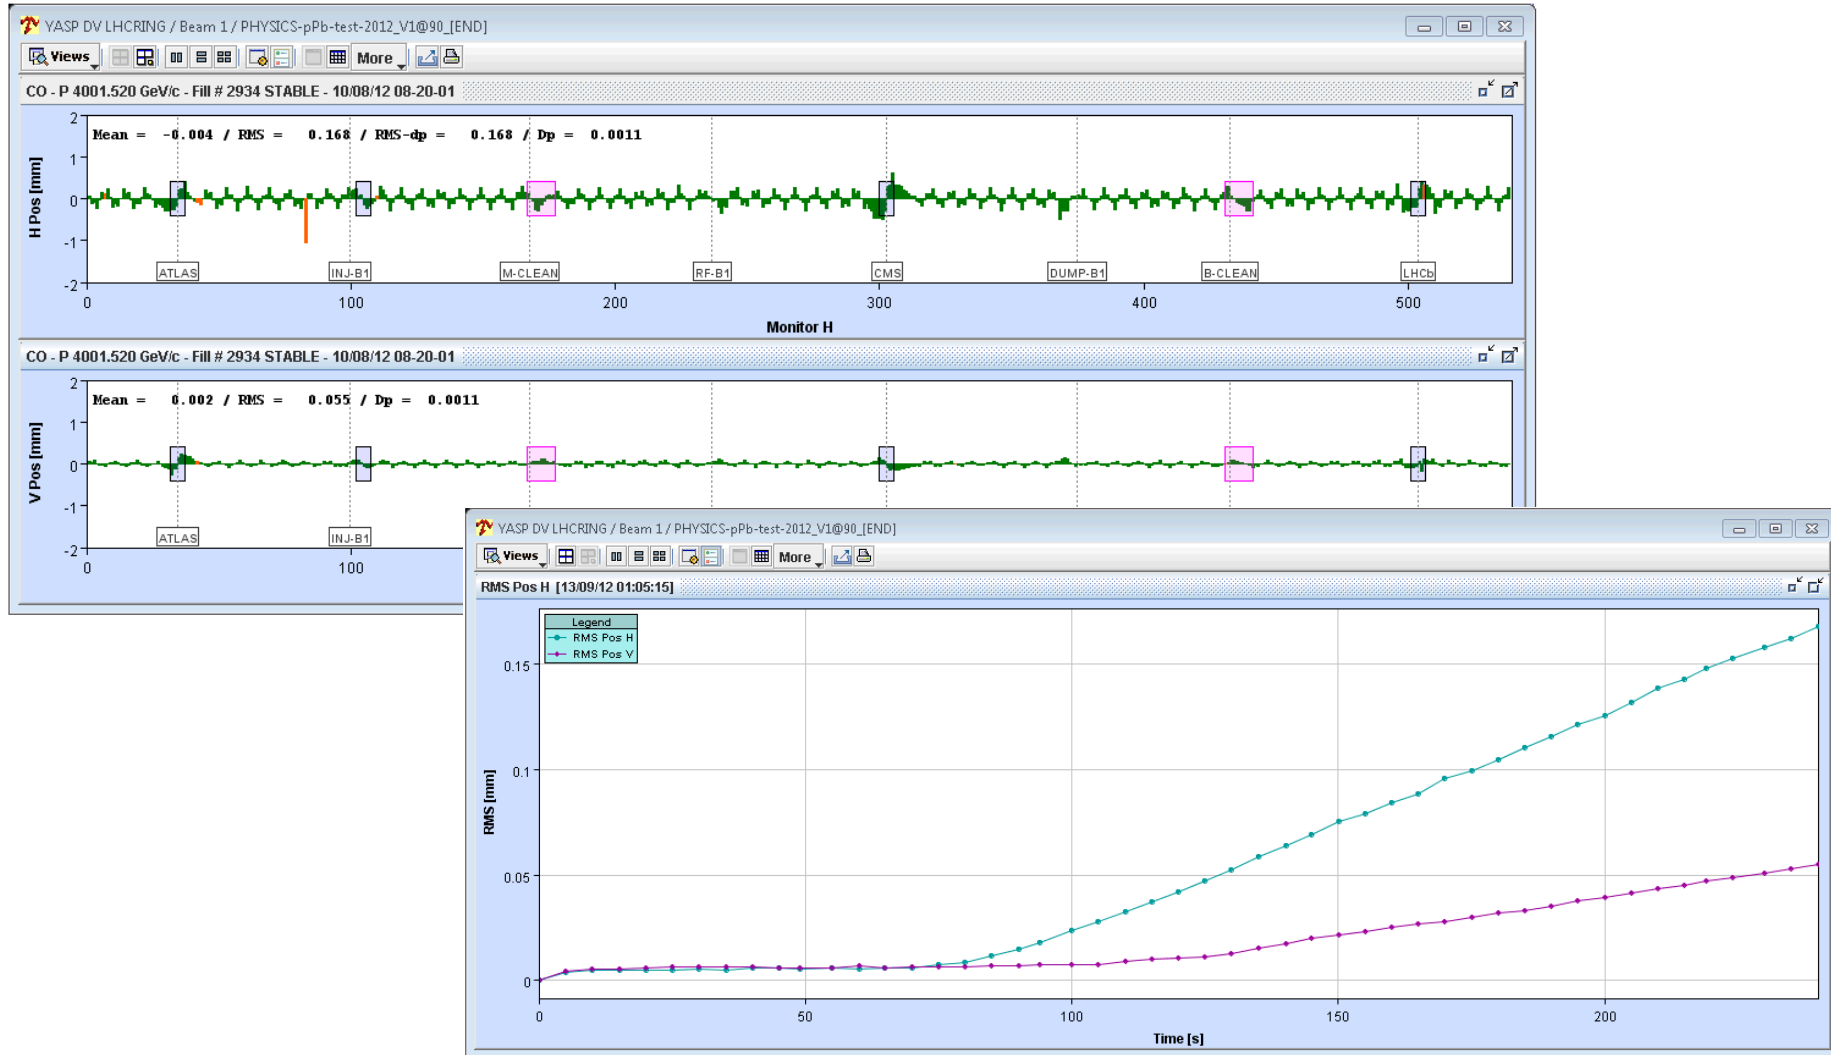 YASP DV LHCRING / Beam 1 / PHYSICS-pPb-test-2012_V1@90_[END]
Views More
CO - P 4001.520 GeV/c - Fill # 2934 STABLE - 10/08/12 08-20-01
Mean = -0.004 / RMS = 0.168 / RMS-dp = 0.168 / Dp = 0.0011
H Pos [mm]
2
1
0
-1
-2
ATLAS INJ-B1 M-CLEAN RF-B1 CMS DUMP-B1 B-CLEAN LHCb
0 100 200 300 400 500
Monitor H
CO - P 4001.520 GeV/c - Fill # 2934 STABLE - 10/08/12 08-20-01
Mean = 0.002 / RMS = 0.055 / Dp = 0.0011
V Pos [mm]
2
1
0
-1
-2
ATLAS INJ-B1
0 100
YASP DV LHCRING / Beam 1 / PHYSICS-pPb-test-2012_V1@90_[END]
Views More
RMS Pos H [13/09/12 01:05:15]
Legend
RMS Pos H
RMS Pos V
RMS [mm]
0.15
0.1
0.05
0
0 50 100 150 200
Time [s]